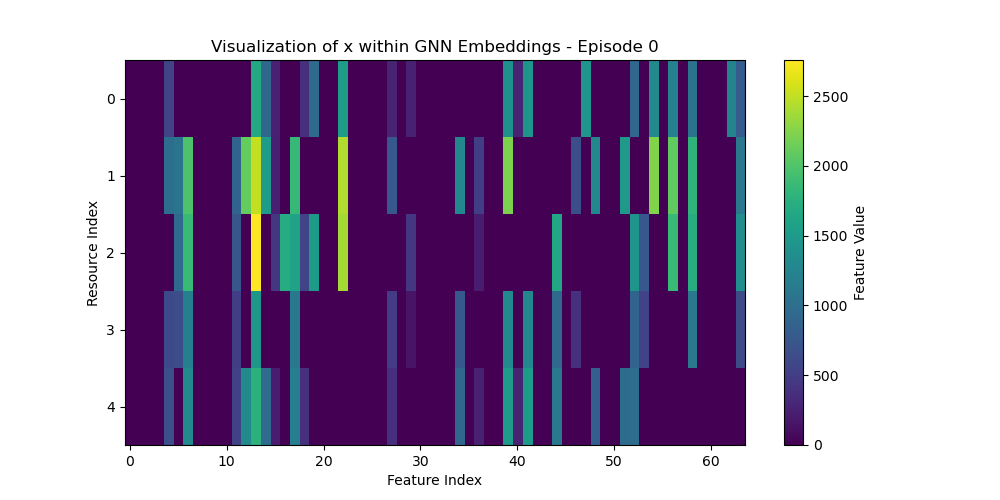 Visualization of x within GNN Embeddings - Episode 0
Resource Index
0
1
2
3
4
0 10 20 30 40 50 60
Feature Index
2500
2000
1500
1000
500
0
Feature Value